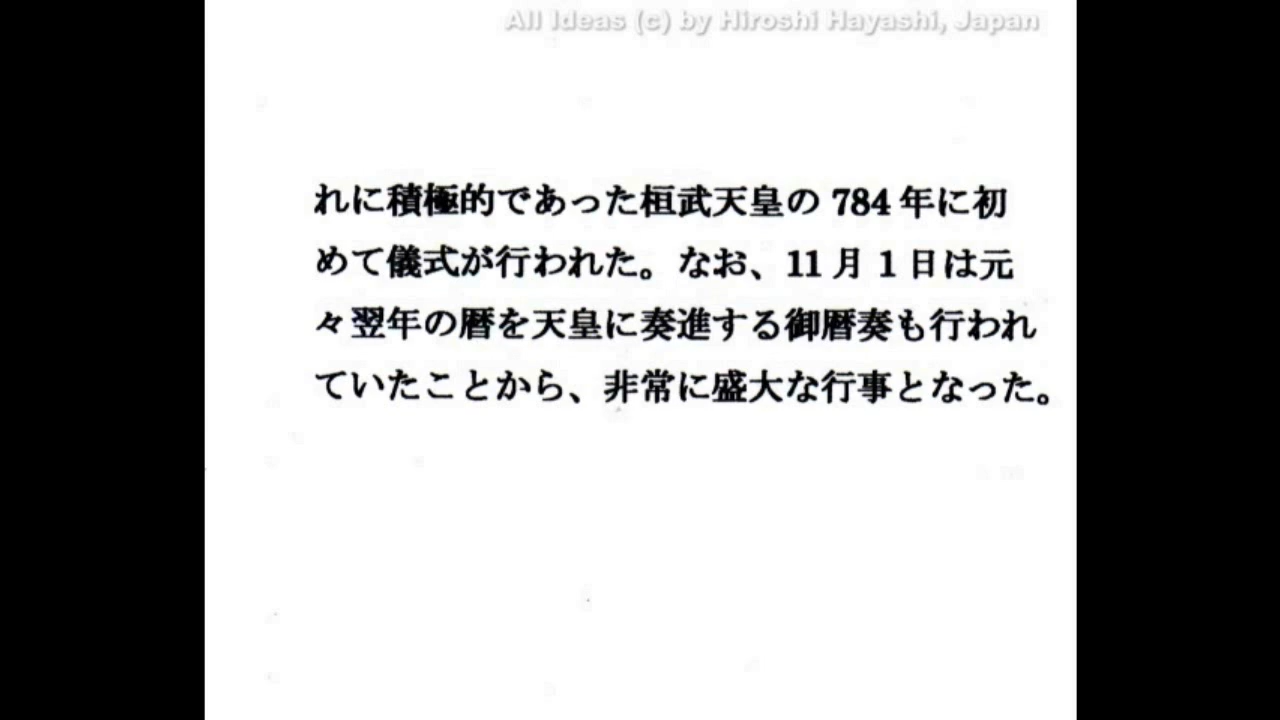 All Ideas (c) by Hiroshi Hayashi, Japan
れに積極的であった桓武天皇の 784 年に初
めて儀式が行われた。なお、11 月 1 日は元
々翌年の暦を天皇に奏進する御暦奏も行われ
ていたことから、非常に盛大な行事となった。